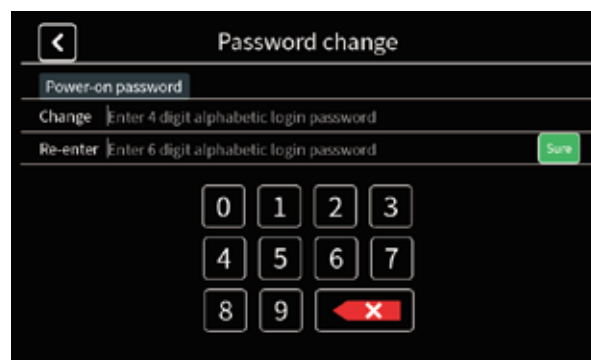 Password change
Power-on password
Change Enter 4 digit alphabetic login password
Re-enter Enter 6 digit alphabetic login password Sure
0 1 2 3
4 5 6 7
8 9